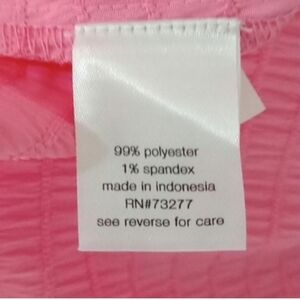 99% polyester
1% spandex
made in indonesia
RN#73277
see reverse for care